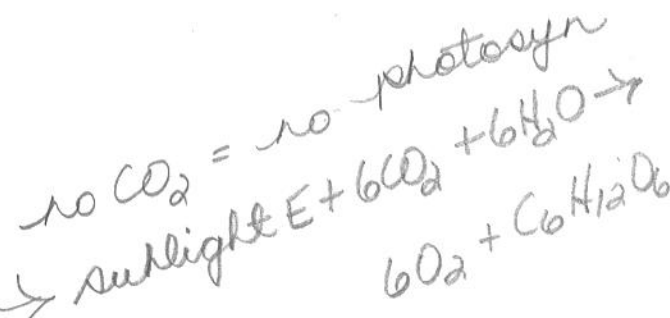 no CO₂ = no photosyn
→ sunlight E + 6CO₂ + 6H₂O →
6O₂ + C₆H₁₂O₆